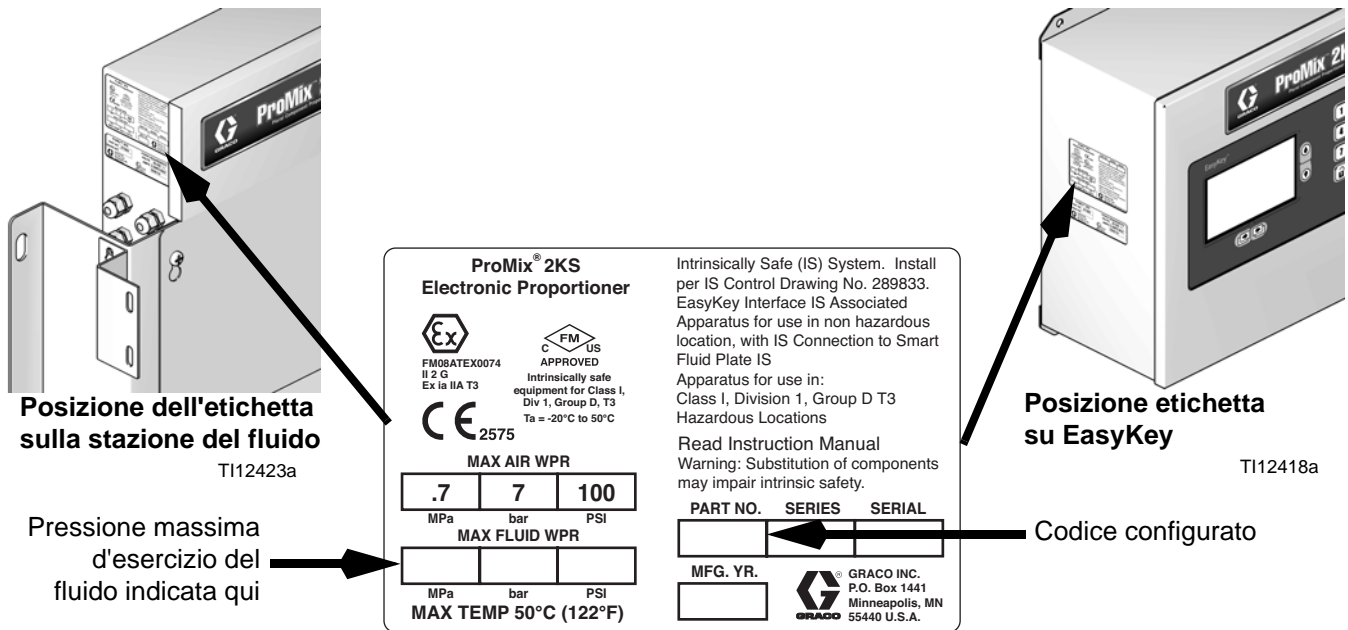 ProMix
GRACO
ProMix 2K
GRACO
EasyKey
Posizione dell'etichetta
sulla stazione del fluido
TI12423a
Pressione massima
d'esercizio del
fluido indicata qui
ProMix® 2KS
Electronic Proportioner
Ex
FM08ATEX0074
II 2 G
Ex ia IIA T3
CE 2575
C FM US
APPROVED
Intrinsically safe
equipment for Class I,
Div 1, Group D, T3
Ta = -20°C to 50°C
MAX AIR WPR
.7 7 100
MPa bar PSI
MAX FLUID WPR
MPa bar PSI
MAX TEMP 50°C (122°F)
Intrinsically Safe (IS) System. Install
per IS Control Drawing No. 289833.
EasyKey Interface IS Associated
Apparatus for use in non hazardous
location, with IS Connection to Smart
Fluid Plate IS
Apparatus for use in:
Class I, Division 1, Group D T3
Hazardous Locations
Read Instruction Manual
Warning: Substitution of components
may impair intrinsic safety.
PART NO. SERIES SERIAL
MFG. YR.
GRACO
GRACO INC.
P.O. Box 1441
Minneapolis, MN
55440 U.S.A.
Posizione etichetta
su EasyKey
TI12418a
Codice configurato